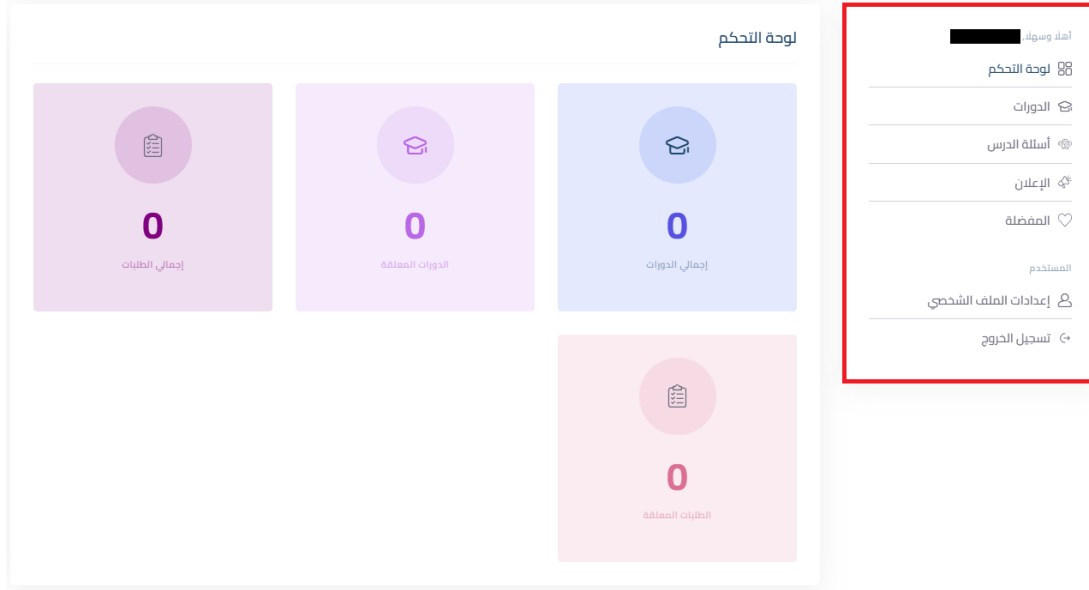 أهلا وسهلا,
لوحة التحكم
الدورات
أسئلة الدرس
الإعلان
المفضلة
المستخدم
إعدادات الملف الشخصي
تسجيل الخروج
لوحة التحكم
0
إجمالي الدورات
0
الدورات المعلقة
0
إجمالي الطلبات
0
الطلبات المعلقة